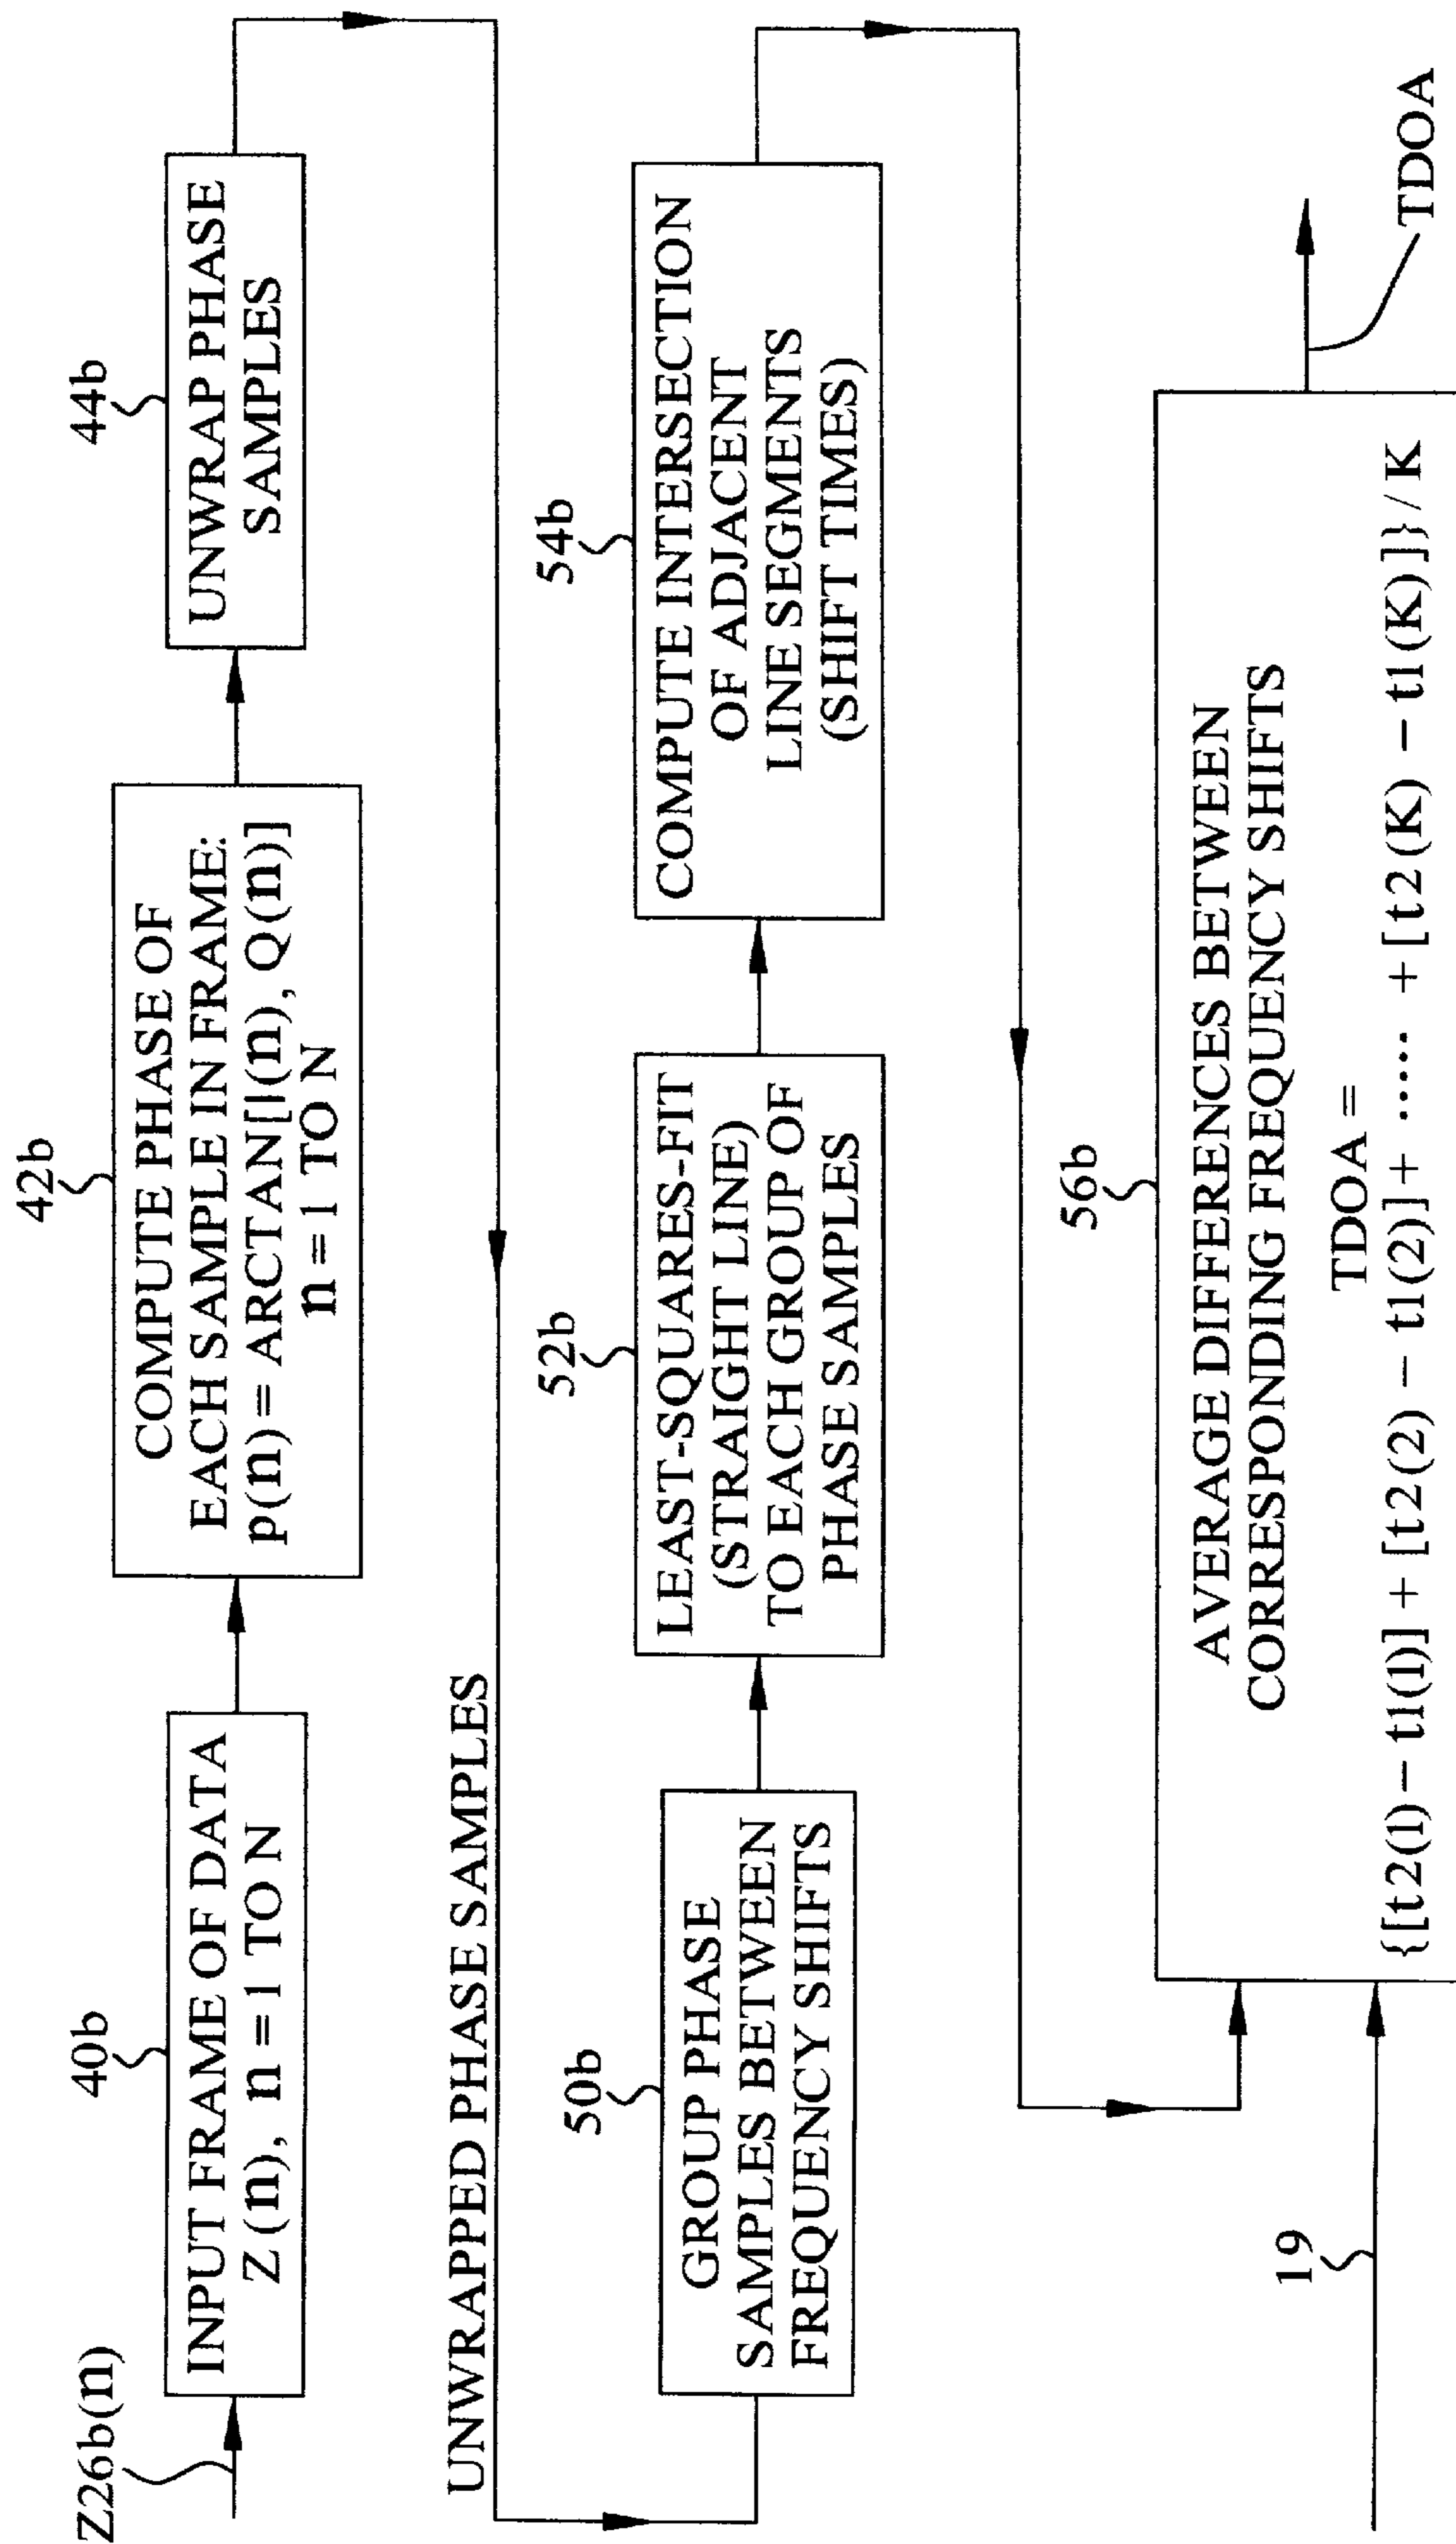 Z26b(n)
40b
INPUT FRAME OF DATA
Z(n), n = 1 TO N
42b
COMPUTE PHASE OF
EACH SAMPLE IN FRAME:
p(n) = ARCTAN[I(n), Q(n)]
n = 1 TO N
44b
UNWRAP PHASE
SAMPLES
UNWRAPPED PHASE SAMPLES
50b
GROUP PHASE
SAMPLES BETWEEN
FREQUENCY SHIFTS
52b
LEAST-SQUARES-FIT
(STRAIGHT LINE)
TO EACH GROUP OF
PHASE SAMPLES
54b
COMPUTE INTERSECTION
OF ADJACENT
LINE SEGMENTS
(SHIFT TIMES)
19
56b
AVERAGE DIFFERENCES BETWEEN
CORRESPONDING FREQUENCY SHIFTS
TDOA =
{[t2(1) – t1(1)] + [t2(2) – t1(2)] + ..... + [t2(K) – t1(K)]} / K
TDOA